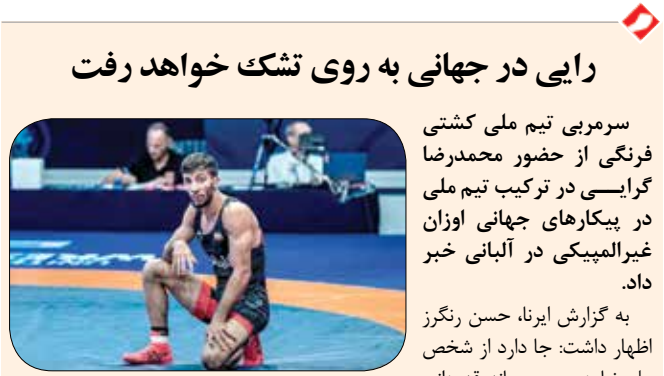 رایی در جهانی به روی تشک خواهد رفت
سرمربی تیم ملی کشتی
فرنگی از حضور محمدرضا
گرایـــی در ترکیب تیم ملی
در پیکارهای جهانی اوزان
غیرالمپیکی در آلبانی خبر
داد.
به گزارش ایرنا، حسن رنگرز
اظهار داشت: جا دارد از شخص